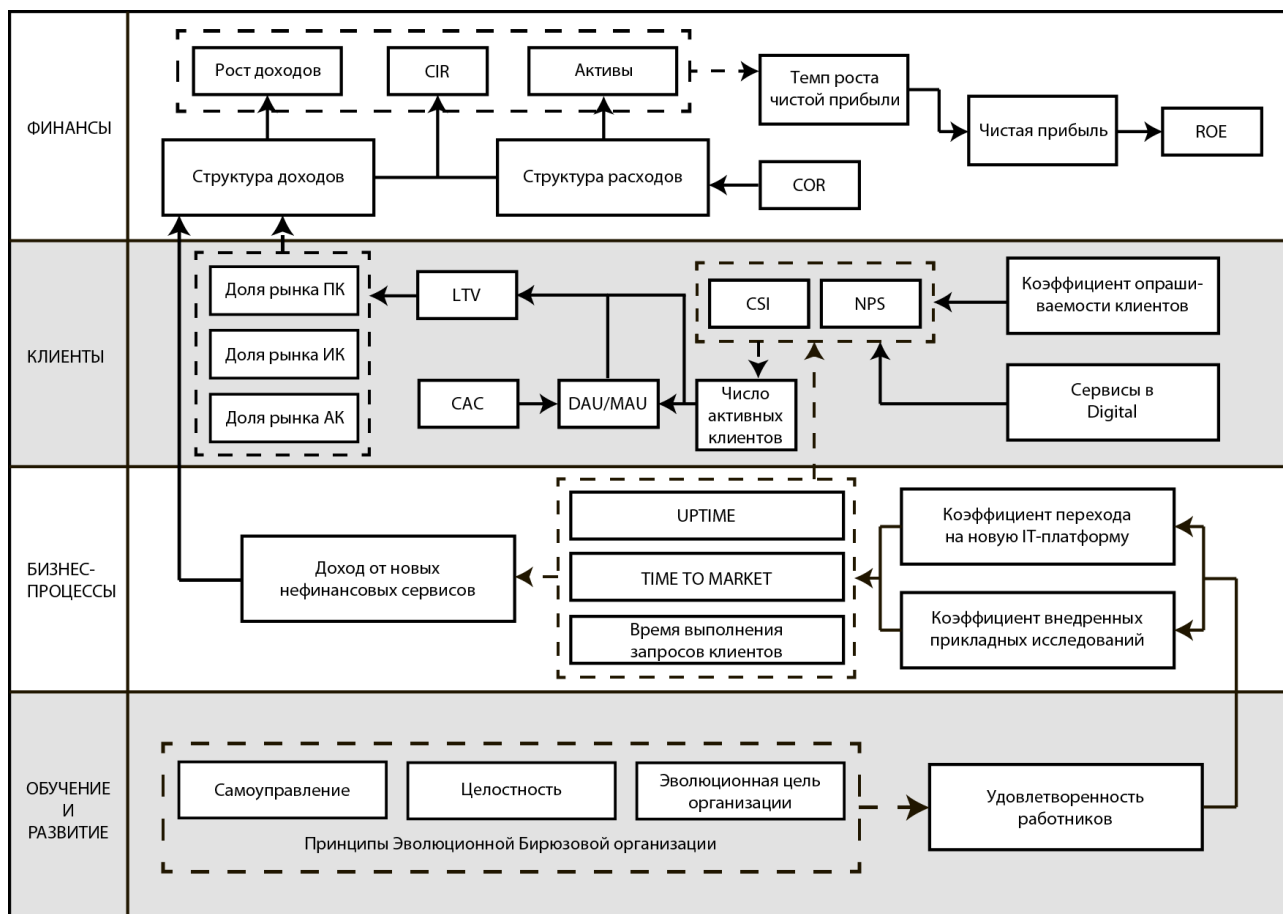 ФИНАНСЫ
Рост доходов
CIR
Активы
Темп роста
чистой прибыли
Чистая прибыль
ROE
Структура доходов
Структура расходов
COR
КЛИЕНТЫ
Доля рынка ПК
Доля рынка ИК
Доля рынка АК
LTV
CAC
DAU/MAU
CSI
NPS
Число
активных
клиентов
Коэффициент опраши-
ваемости клиентов
Сервисы в
Digital
БИЗНЕС-
ПРОЦЕССЫ
Доход от новых
нефинансовых сервисов
UPTIME
TIME TO MARKET
Время выполнения
запросов клиентов
Коэффициент перехода
на новую IT-платформу
Коэффициент внедренных
прикладных исследований
ОБУЧЕНИЕ
И
РАЗВИТИЕ
Самоуправление
Целостность
Эволюционная цель
организации
Принципы Эволюционной Бирюзовой организации
Удовлетворенность
работников